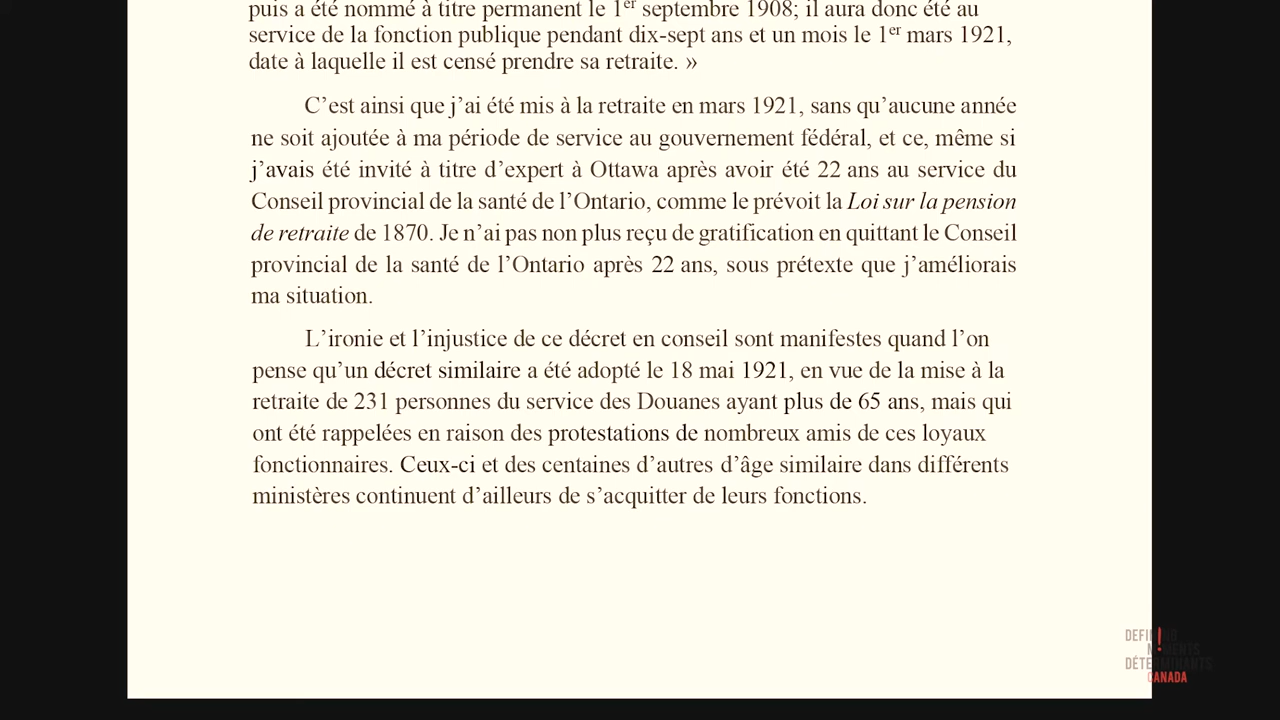 puis a été nommé à titre permanent le 1er septembre 1908; il aura donc été au
service de la fonction publique pendant dix-sept ans et un mois le 1er mars 1921,
date à laquelle il est censé prendre sa retraite. »
C’est ainsi que j’ai été mis à la retraite en mars 1921, sans qu’aucune année
ne soit ajoutée à ma période de service au gouvernement fédéral, et ce, même si
j’avais été invité à titre d’expert à Ottawa après avoir été 22 ans au service du
Conseil provincial de la santé de l’Ontario, comme le prévoit la Loi sur la pension
de retraite de 1870. Je n’ai pas non plus reçu de gratification en quittant le Conseil
provincial de la santé de l’Ontario après 22 ans, sous prétexte que j’améliorais
ma situation.
L’ironie et l’injustice de ce décret en conseil sont manifestes quand l’on
pense qu’un décret similaire a été adopté le 18 mai 1921, en vue de la mise à la
retraite de 231 personnes du service des Douanes ayant plus de 65 ans, mais qui
ont été rappelées en raison des protestations de nombreux amis de ces loyaux
fonctionnaires. Ceux-ci et des centaines d’autres d’âge similaire dans différents
ministères continuent d’ailleurs de s’acquitter de leurs fonctions.
DÉTERMINANTS
CANADA